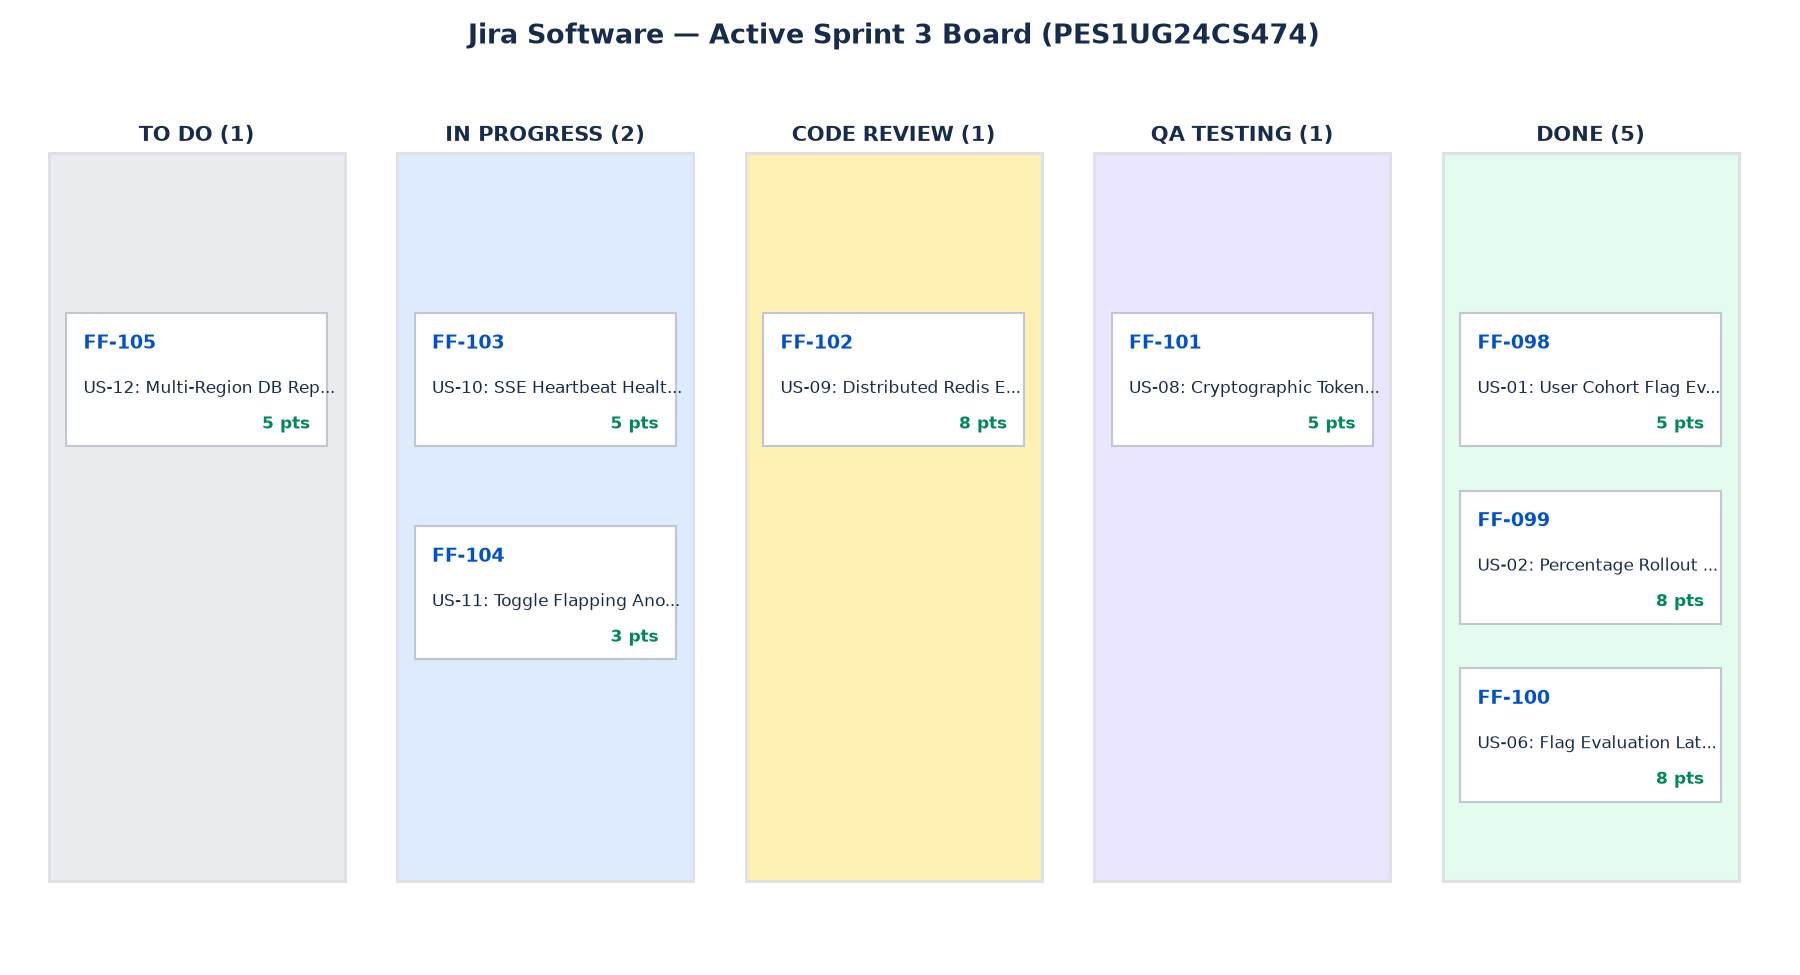 Jira Software — Active Sprint 3 Board (PES1UG24CS474)
TO DO (1)
FF-105
US-12: Multi-Region DB Rep...
5 pts
IN PROGRESS (2)
FF-103
US-10: SSE Heartbeat Healt...
5 pts
FF-104
US-11: Toggle Flapping Ano...
3 pts
CODE REVIEW (1)
FF-102
US-09: Distributed Redis E...
8 pts
QA TESTING (1)
FF-101
US-08: Cryptographic Token...
5 pts
DONE (5)
FF-098
US-01: User Cohort Flag Ev...
5 pts
FF-099
US-02: Percentage Rollout ...
8 pts
FF-100
US-06: Flag Evaluation Lat...
8 pts